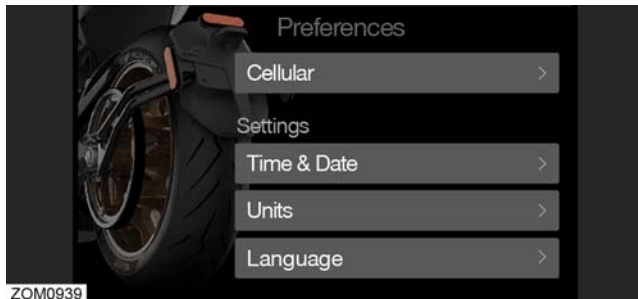 Preferences
Cellular
Settings
Time & Date
Units
Language
ZOM0939